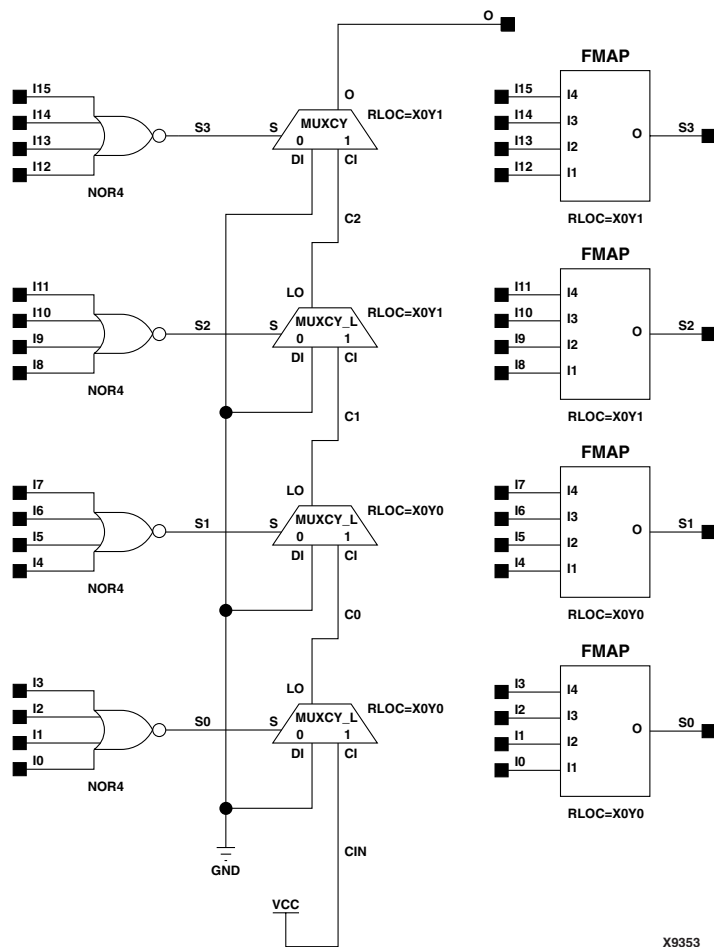 O
FMAP
I15
I14
I13
I12
NOR4
S3
S
MUXCY
0 1
DI
CI
O
RLOC=X0Y1
I15
I14
I13
I12
I4
I3
I2
I1
O
S3
RLOC=X0Y1
C2
FMAP
I11
I10
I9
I8
NOR4
S2
S
LO
MUXCY_L
0 1
DI
CI
RLOC=X0Y1
I11
I10
I9
I8
I4
I3
I2
I1
O
S2
RLOC=X0Y1
C1
FMAP
I7
I6
I5
I4
NOR4
S1
S
LO
MUXCY_L
0 1
DI
CI
RLOC=X0Y0
I7
I6
I5
I4
I4
I3
I2
I1
O
S1
RLOC=X0Y0
C0
FMAP
I3
I2
I1
I0
NOR4
S0
S
LO
MUXCY_L
0 1
DI
CI
RLOC=X0Y0
I3
I2
I1
I0
I4
I3
I2
I1
O
S0
RLOC=X0Y0
CIN
GND
VCC
X9353